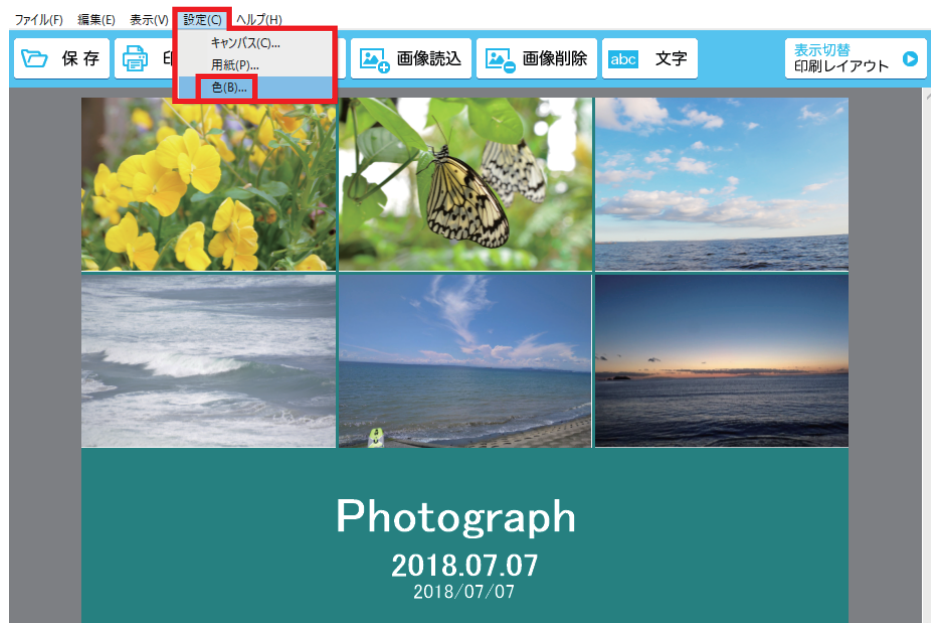 ファイル(F) 編集(E) 表示(V) 設定(C) ヘルプ(H)
キャンバス(C)...
用紙(P)...
色(B)...
保存
画像読込
画像削除
abc 文字
表示切替
印刷レイアウト
Photograph
2018.07.07
2018/07/07